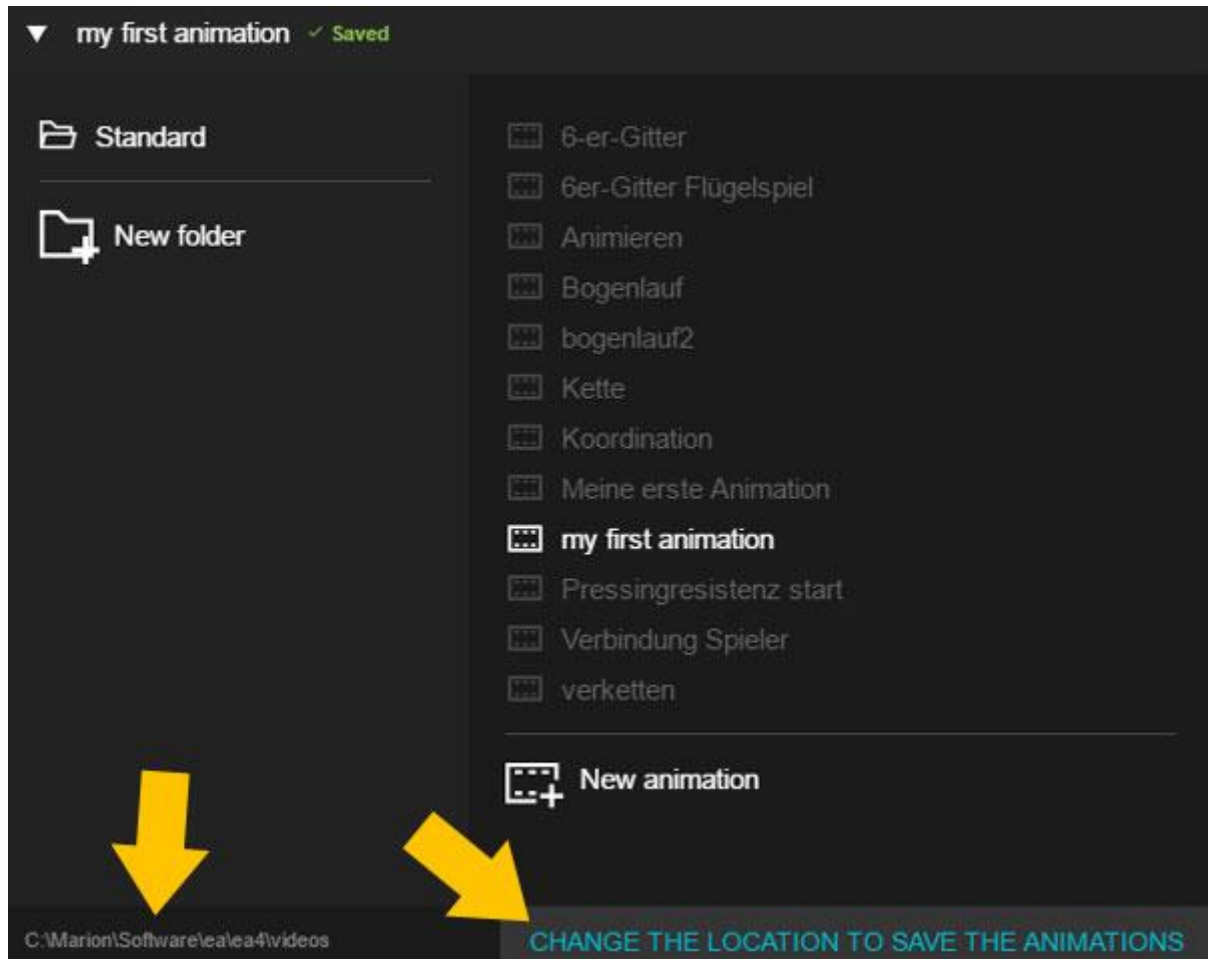 my first animation ✓ Saved
Standard
New folder
6-er-Gitter
6er-Gitter Flügelspiel
Animieren
Bogenlauf
bogenlauf2
Kette
Koordination
Meine erste Animation
my first animation
Pressingresistenz start
Verbindung Spieler
verketten
New animation
C:\Marion\Software\ea\ea4\videos
CHANGE THE LOCATION TO SAVE THE ANIMATIONS